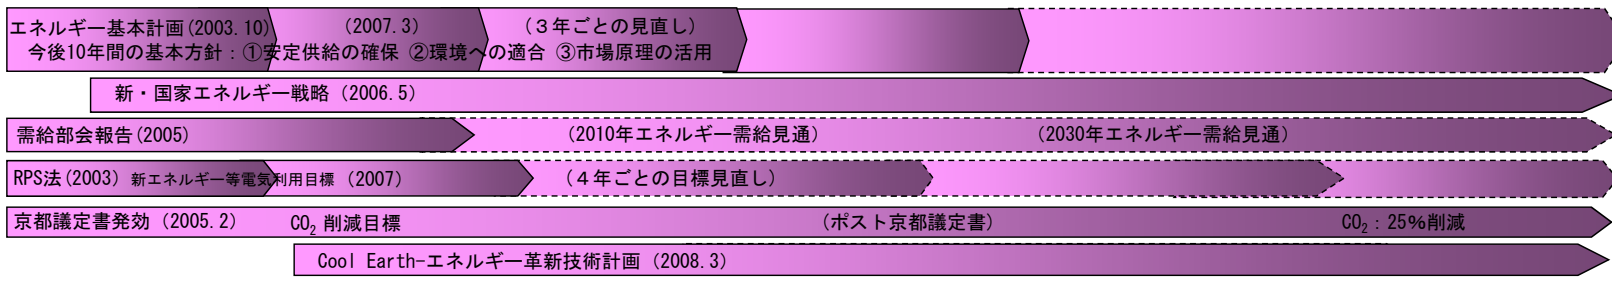 エネルギー基本計画(2003.10) (2007.3) (３年ごとの見直し)
今後10年間の基本方針：①安定供給の確保 ②環境への適合 ③市場原理の活用
新・国家エネルギー戦略 (2006.5)
需給部会報告(2005) (2010年エネルギー需給見通) (2030年エネルギー需給見通)
RPS法(2003) 新エネルギー等電気利用目標 (2007) (４年ごとの目標見直し)
京都議定書発効 (2005.2) CO₂ 削減目標 (ポスト京都議定書) CO₂：25%削減
Cool Earth-エネルギー革新技術計画 (2008.3)